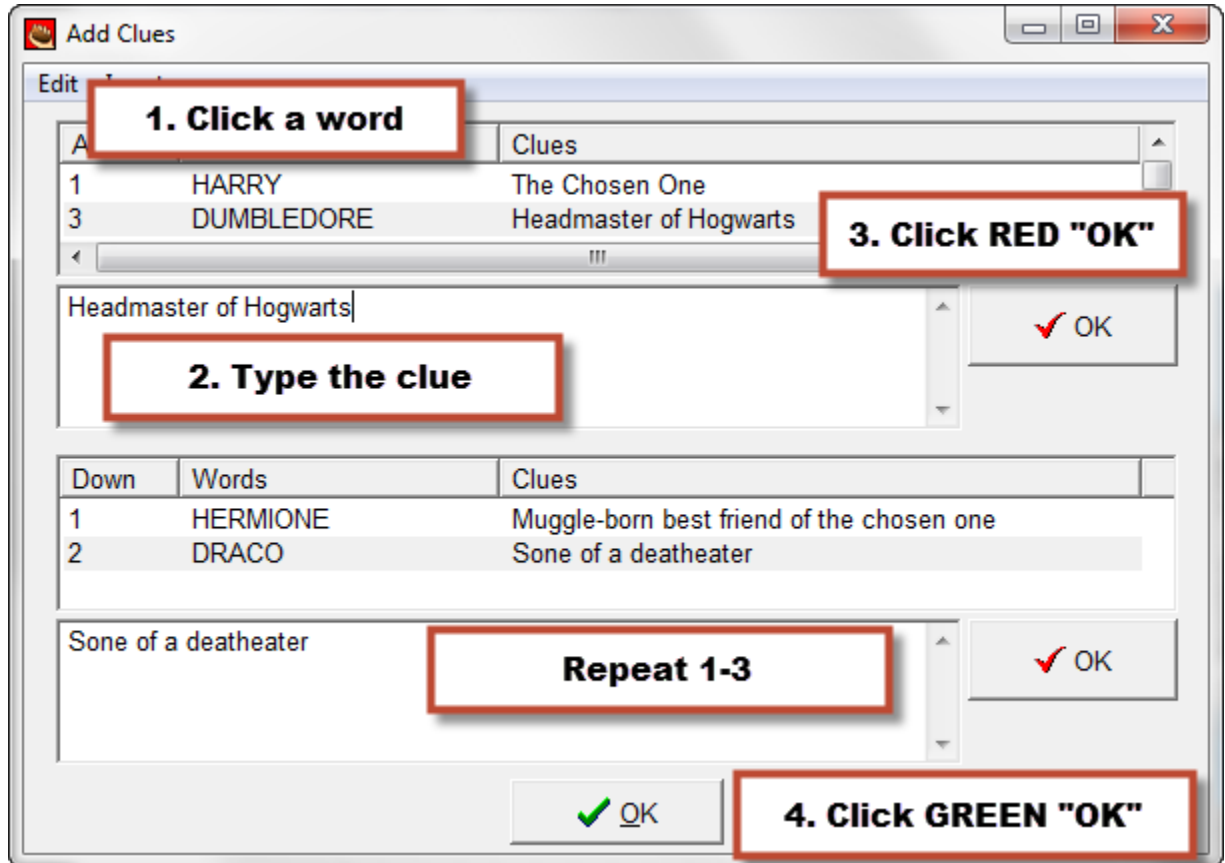 Add Clues
Edit
1. Click a word
Clues
1 HARRY The Chosen One
3 DUMBLEDORE Headmaster of Hogwarts
3. Click RED "OK"
Headmaster of Hogwarts
OK
2. Type the clue
Down Words Clues
1 HERMIONE Muggle-born best friend of the chosen one
2 DRACO Sone of a deatheater
Sone of a deatheater
Repeat 1-3
OK
OK
4. Click GREEN "OK"